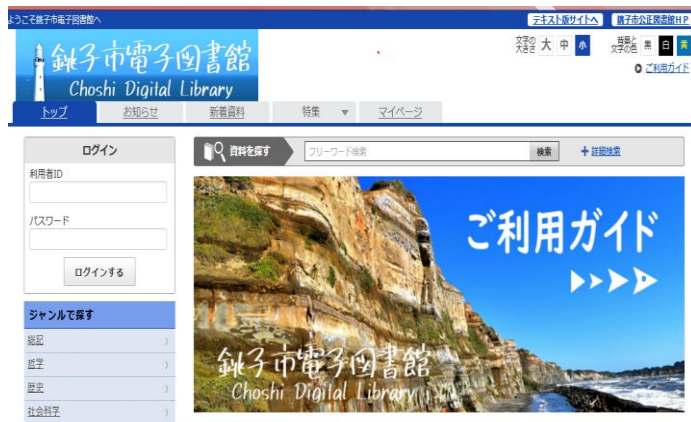 ようこそ銚子市電子図書館へ
テキスト版サイトへ 銚子市公正図書館HP
銚子市電子図書館
Choshi Digital Library
文字の大きさ 大 中 小 背景と文字の色 黒 白 黄
ご利用ガイド
トップ お知らせ 新着資料 特集 ▼ マイページ
ログイン
利用者ID
パスワード
ログインする
資料を探す フリーワード検索 検索 + 詳細検索
ご利用ガイド
銚子市電子図書館
Choshi Digital Library
ジャンルで探す
総記
哲学
歴史
社会科学